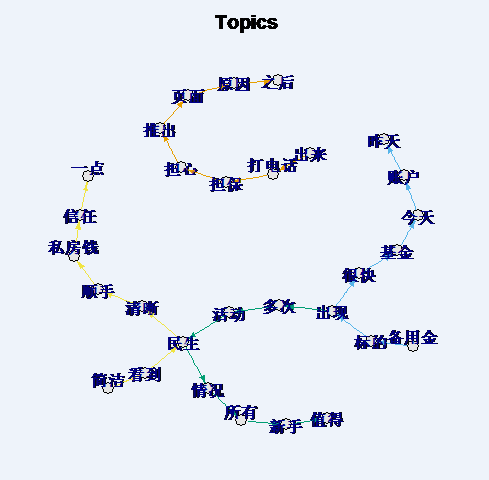 Topics
之后
原因
页面
推出
昨天
出来
打电话
担心
一点
账户
担保
信任
今天
私房钱
基金
很快
顺手
清晰
多次
出现
活动
备用金
标的
民生
看到
简洁
情况
所有
值得
新手